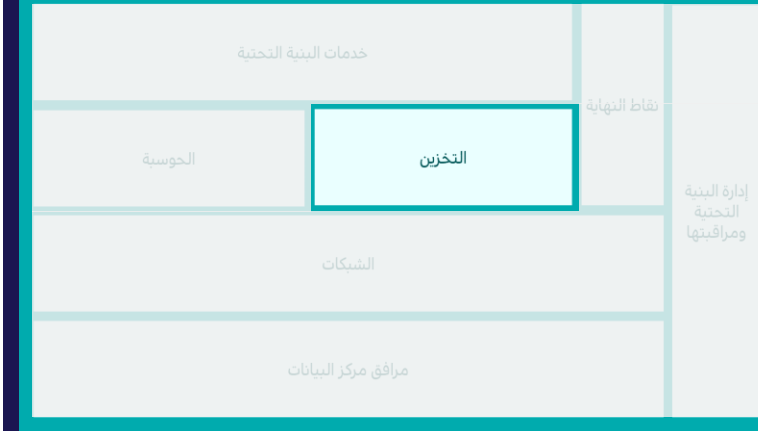 خدمات البنية التحتية
نقاط النهاية
الحوسبة
التخزين
إدارة البنية
التحتية
ومراقبتها
الشبكات
مرافق مركز البيانات